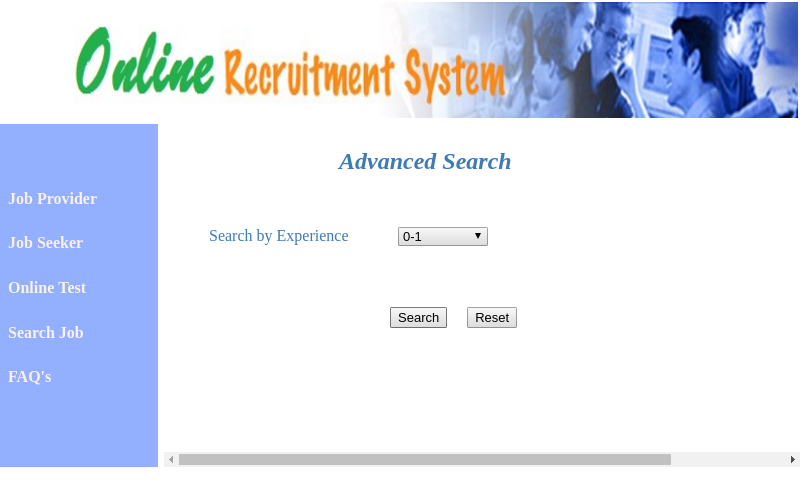 Online Recruitment System
Advanced Search
Job Provider
Job Seeker
Online Test
Search Job
FAQ's
Search by Experience 0-1
Search Reset